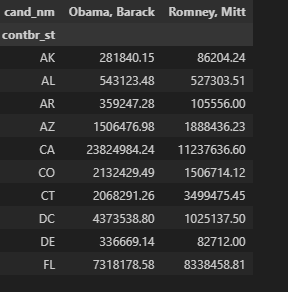 cand_nm Obama, Barack Romney, Mitt
contbr_st
AK 281840.15 86204.24
AL 543123.48 527303.51
AR 359247.28 105556.00
AZ 1506476.98 1888436.23
CA 23824984.24 11237636.60
CO 2132429.49 1506714.12
CT 2068291.26 3499475.45
DC 4373538.80 1025137.50
DE 336669.14 82712.00
FL 7318178.58 8338458.81